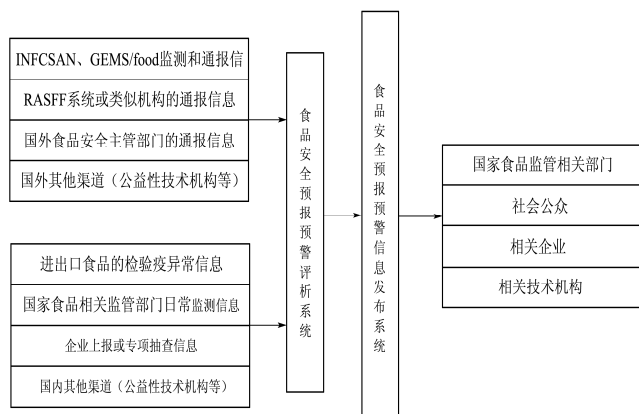 INFCSAN、GEMS/food监测和通报信
RASFF系统或类似机构的通报信息
国外食品安全主管部门的通报信息
国外其他渠道（公益性技术机构等）
进出口食品的检验疫异常信息
国家食品相关监管部门日常监测信息
企业上报或专项抽查信息
国内其他渠道（公益性技术机构等）
食品安全预报预警评析系统
食品安全预报预警信息发布系统
国家食品监管相关部门
社会公众
相关企业
相关技术机构